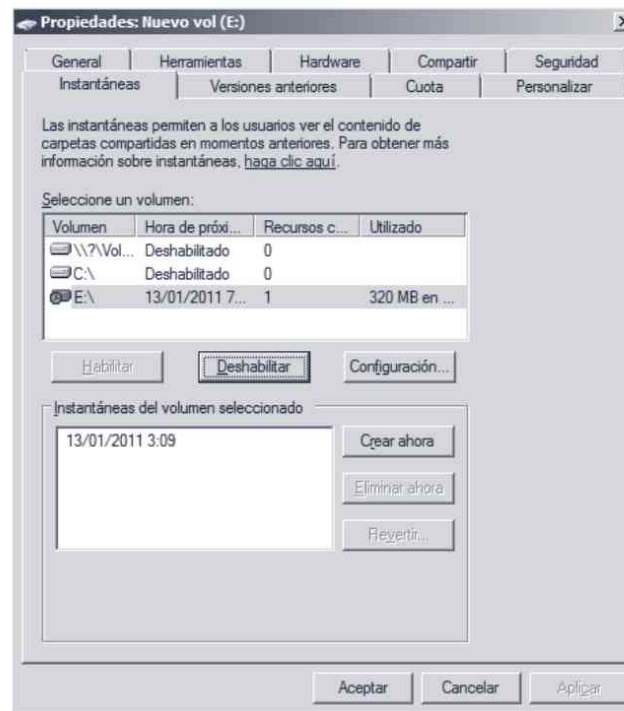 Propiedades: Nuevo vol (E:)
General Herramientas Hardware Compartir Seguridad
Instantáneas Versiones anteriores Cuota Personalizar
Las instantáneas permiten a los usuarios ver el contenido de
carpetas compartidas en momentos anteriores. Para obtener más
información sobre instantáneas, haga clic aquí.
Seleccione un volumen:
Volumen Hora de próxi... Recursos c... Utilizado
\\?\Vol... Deshabilitado 0
C:\ Deshabilitado 0
E:\ 13/01/2011 7... 1 320 MB en ...
Habilitar Deshabilitar Configuración...
Instantáneas del volumen seleccionado
13/01/2011 3:09
Crear ahora
Eliminar ahora
Revertir...
Aceptar Cancelar Aplicar